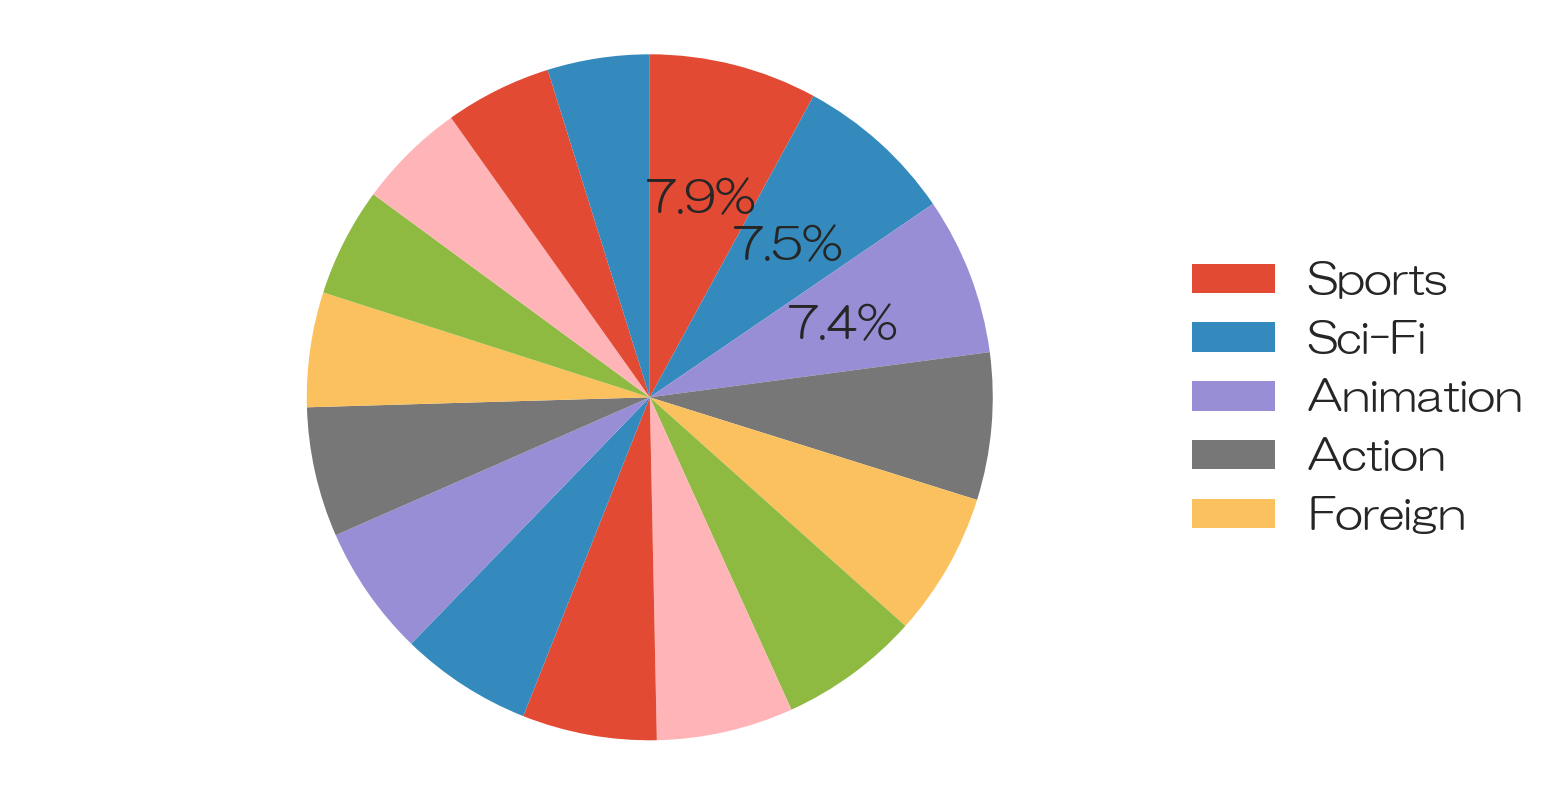 7.9%
7.5%
7.4%
Sports
Sci-Fi
Animation
Action
Foreign